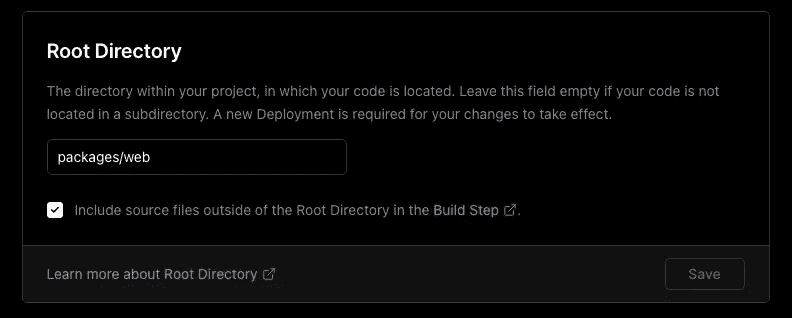 Root Directory
The directory within your project, in which your code is located. Leave this field empty if your code is not
located in a subdirectory. A new Deployment is required for your changes to take effect.
packages/web
Include source files outside of the Root Directory in the Build Step.
Learn more about Root Directory
Save